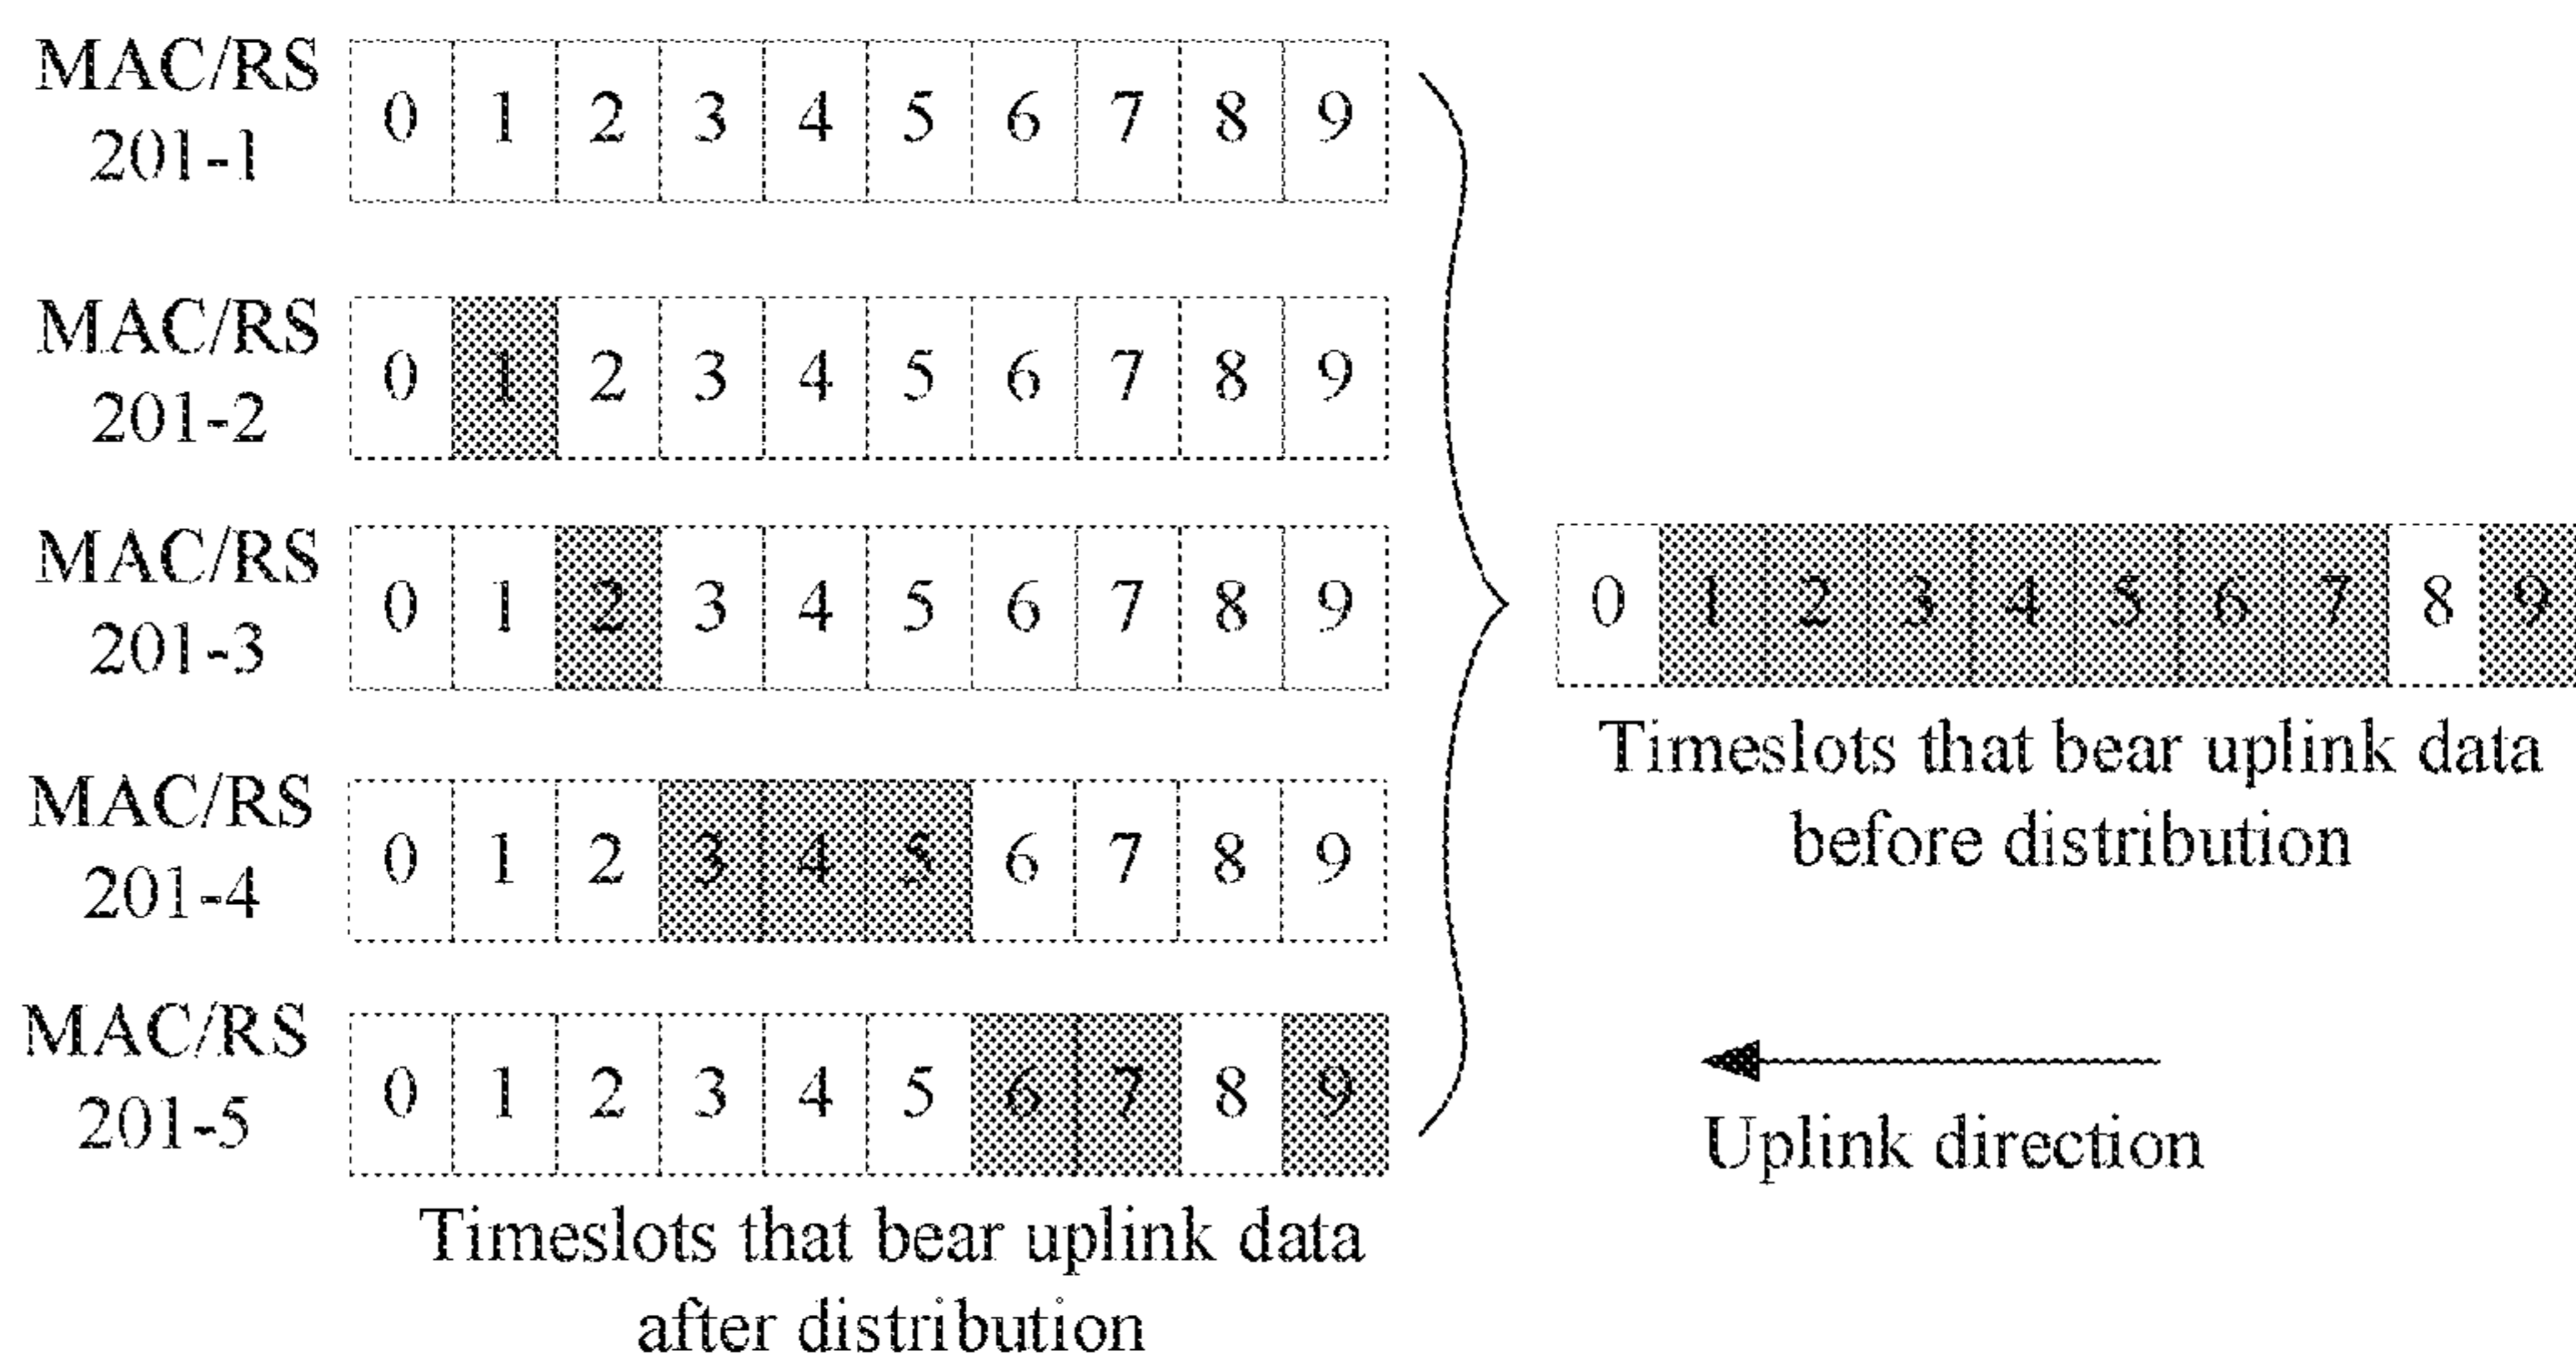 MAC/RS
201-1
0 1 2 3 4 5 6 7 8 9
MAC/RS
201-2
0 1 2 3 4 5 6 7 8 9
MAC/RS
201-3
0 1 2 3 4 5 6 7 8 9
MAC/RS
201-4
0 1 2 3 4 5 6 7 8 9
MAC/RS
201-5
0 1 2 3 4 5 6 7 8 9
Timeslots that bear uplink data
after distribution
0 1 2 3 4 5 6 7 8 9
Timeslots that bear uplink data
before distribution
Uplink direction